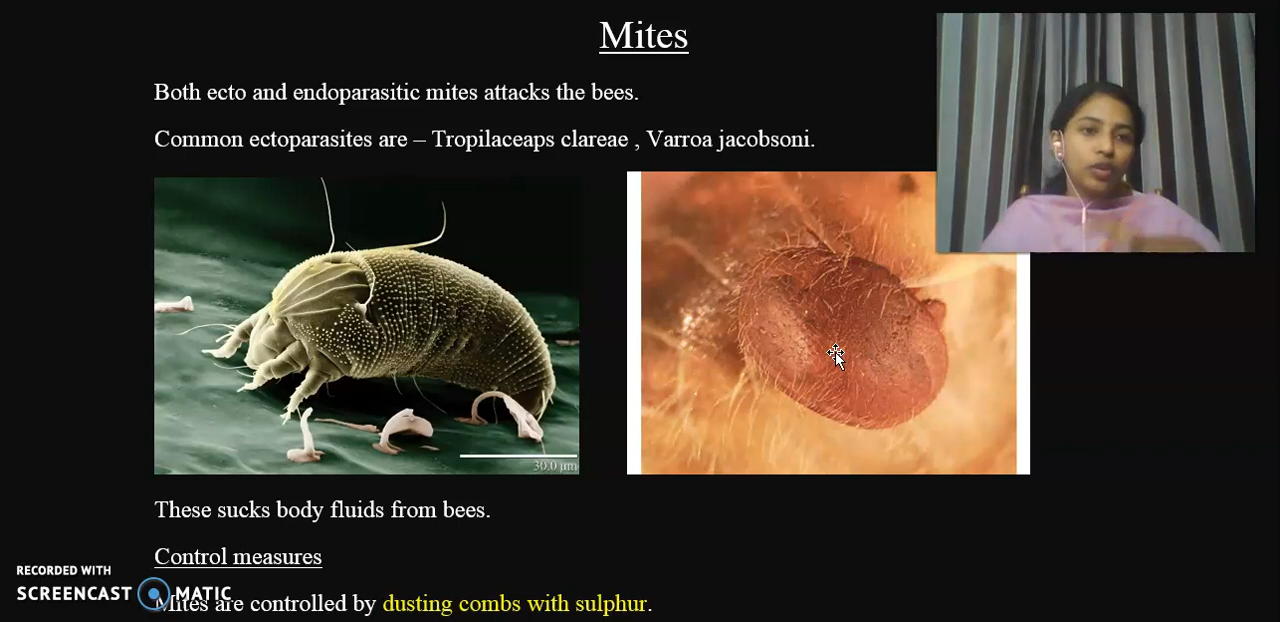 Mites
Both ecto and endoparasitic mites attacks the bees.
Common ectoparasites are – Tropilaceaps clareae , Varroa jacobsoni.
30.0 µm
These sucks body fluids from bees.
Control measures
Mites are controlled by dusting combs with sulphur.
RECORDED WITH
SCREENCAST MATIC